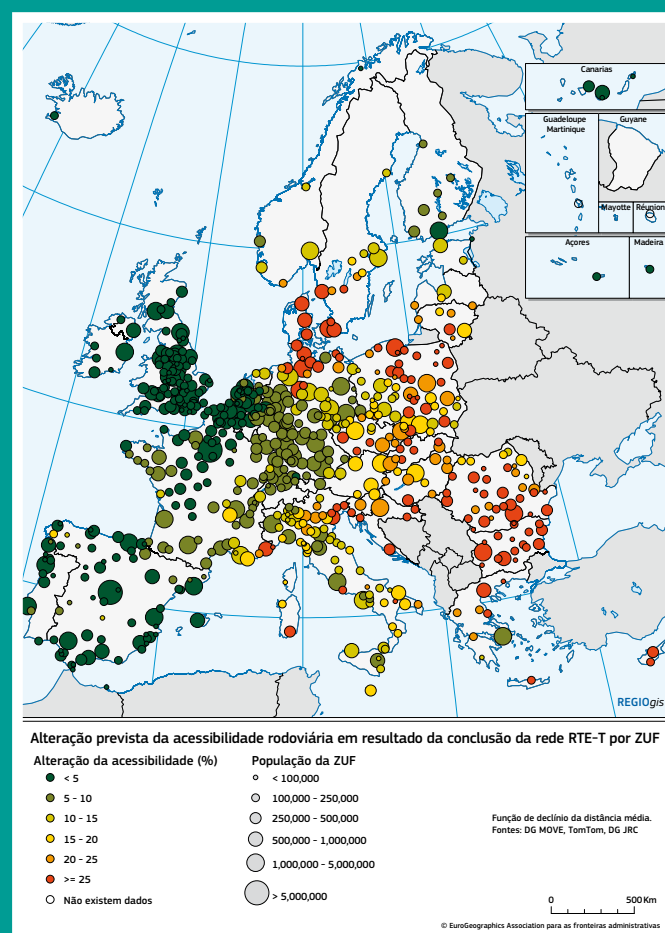 Canarias
Guadeloupe
Martinique
Guyane
Mayotte
Réunion
Açores
Madeira
REGIOgis
Alteração prevista da acessibilidade rodoviária em resultado da conclusão da rede RTE-T por ZUF
Alteração da acessibilidade (%)
< 5
5 - 10
10 - 15
15 - 20
20 - 25
>= 25
Não existem dados
População da ZUF
< 100,000
100,000 - 250,000
250,000 - 500,000
500,000 - 1,000,000
1,000,000 - 5,000,000
> 5,000,000
Função de declínio da distância média.
Fontes: DG MOVE, TomTom, DG JRC
0 500 Km
© EuroGeographics Association para as fronteiras administrativas